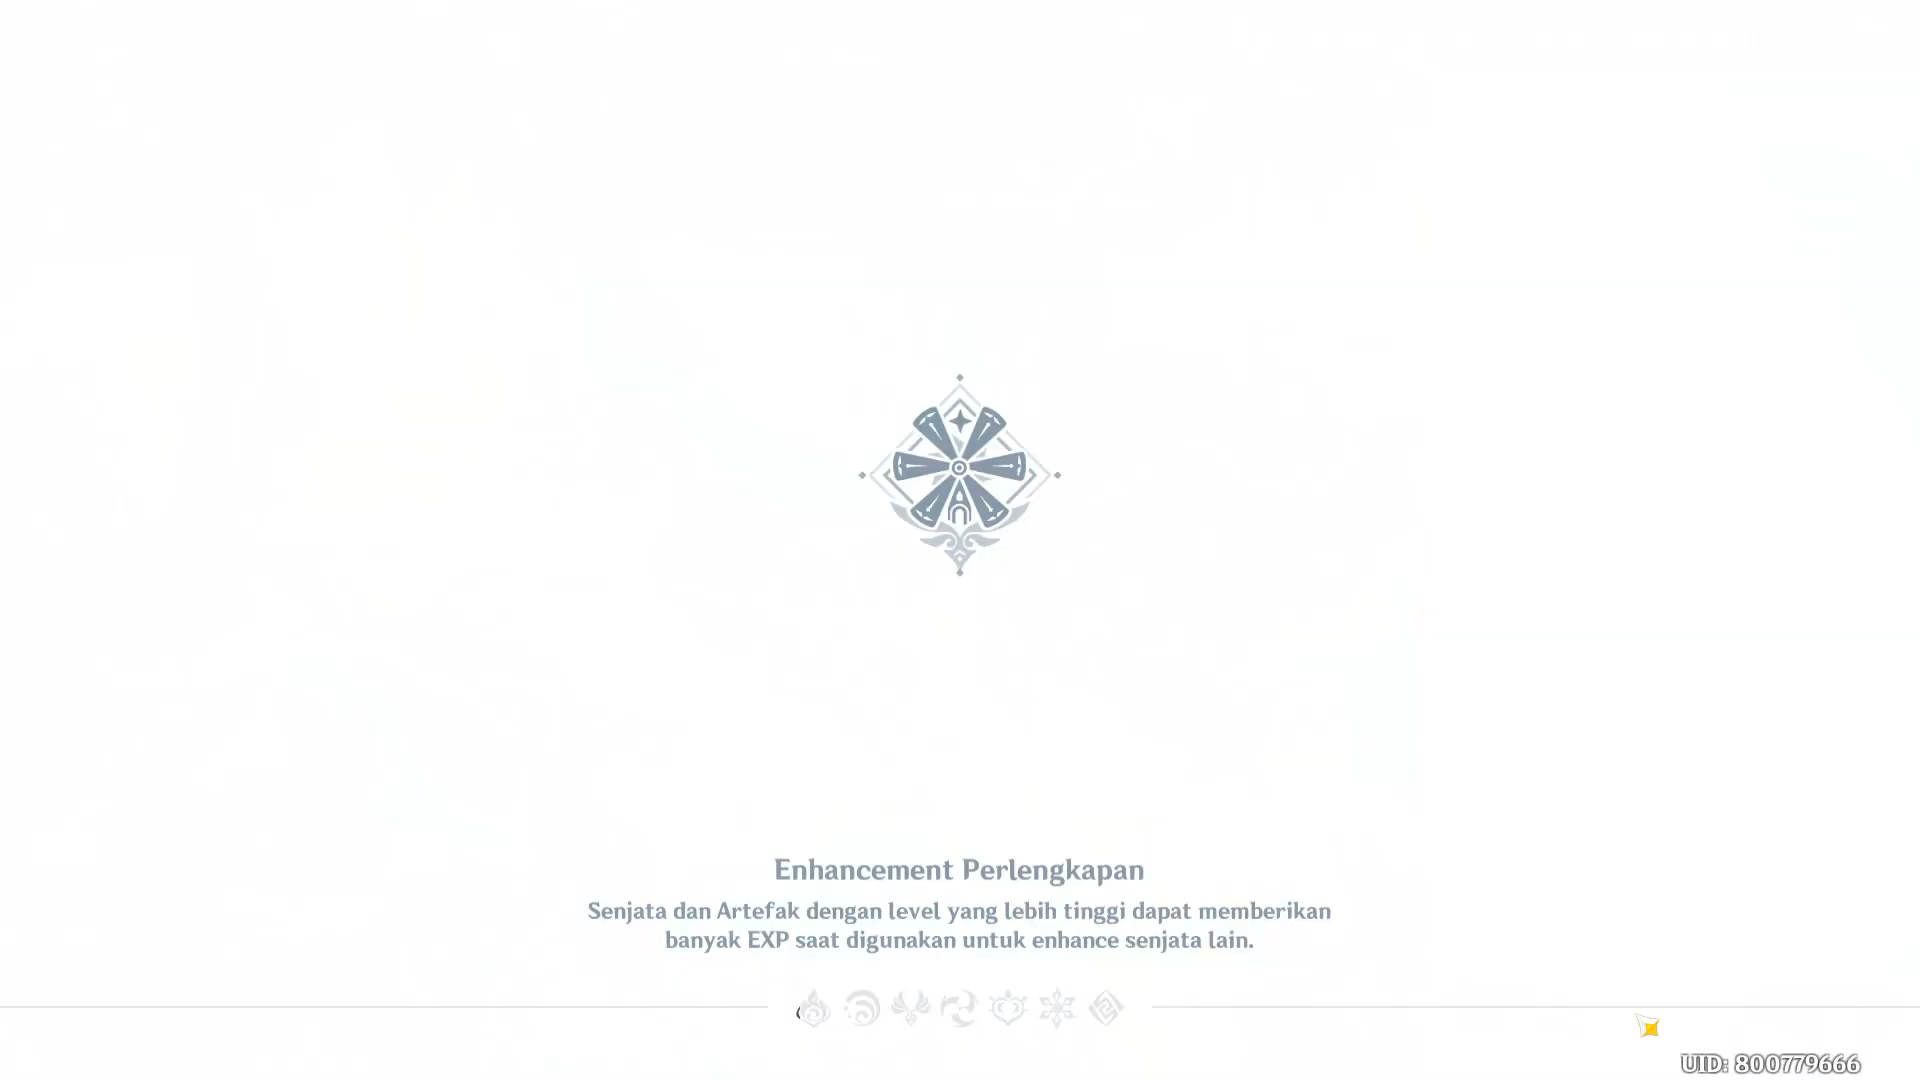 Enhancement Perlengkapan
Senjata dan Artefak dengan level yang lebih tinggi dapat memberikan
banyak EXP saat digunakan untuk enhance senjata lain.
UID: 800779666